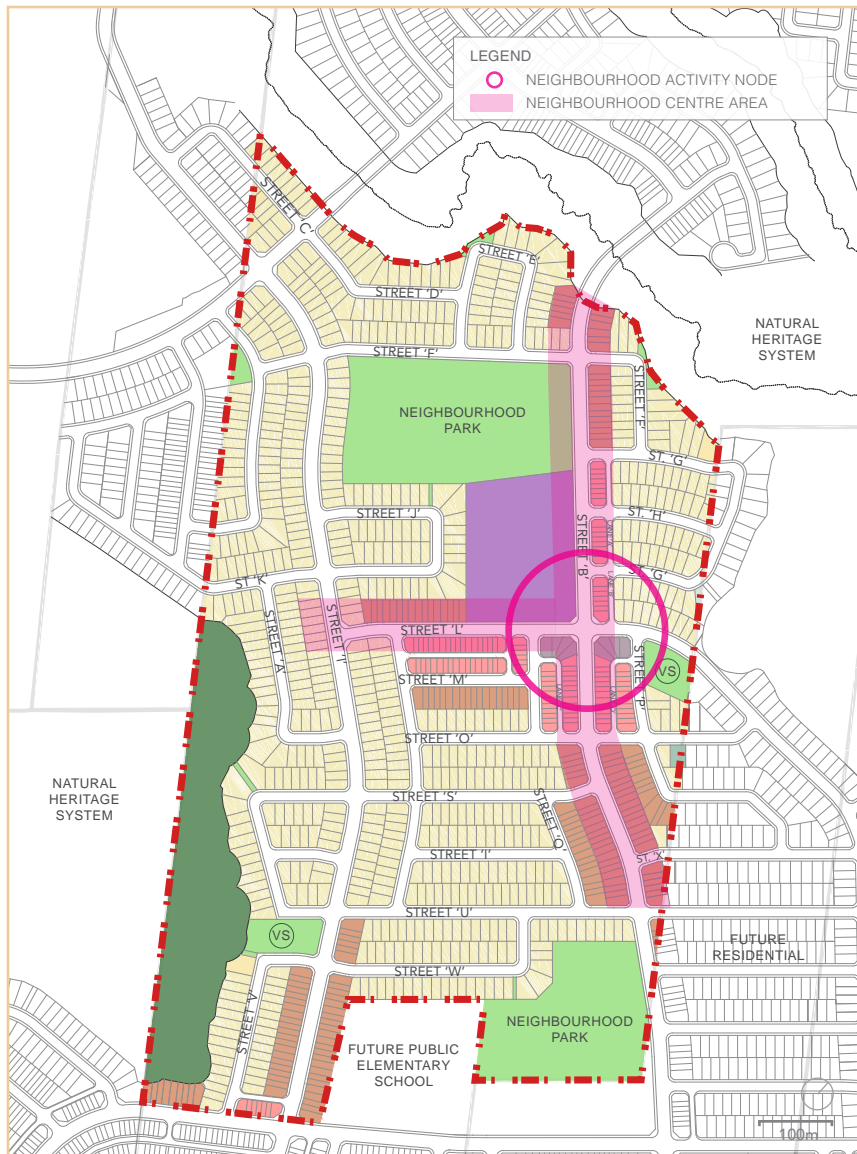 LEGEND
NEIGHBOURHOOD ACTIVITY NODE
NEIGHBOURHOOD CENTRE AREA
STREET 'C'
STREET 'E'
STREET 'D'
NATURAL
HERITAGE
SYSTEM
STREET 'F'
STREET 'F'
NEIGHBOURHOOD
PARK
ST. 'G'
STREET 'J'
ST. 'H'
STREET 'B'
ST. 'G'
ST. 'K'
STREET 'L'
STREET 'A'
STREET 'I'
STREET 'P'
VS
STREET 'M'
STREET 'O'
NATURAL
HERITAGE
SYSTEM
STREET 'S'
STREET 'Q'
STREET 'I'
ST. 'X'
STREET 'U'
VS
FUTURE
RESIDENTIAL
STREET 'W'
STREET 'V'
NEIGHBOURHOOD
PARK
FUTURE PUBLIC
ELEMENTARY
SCHOOL
100m